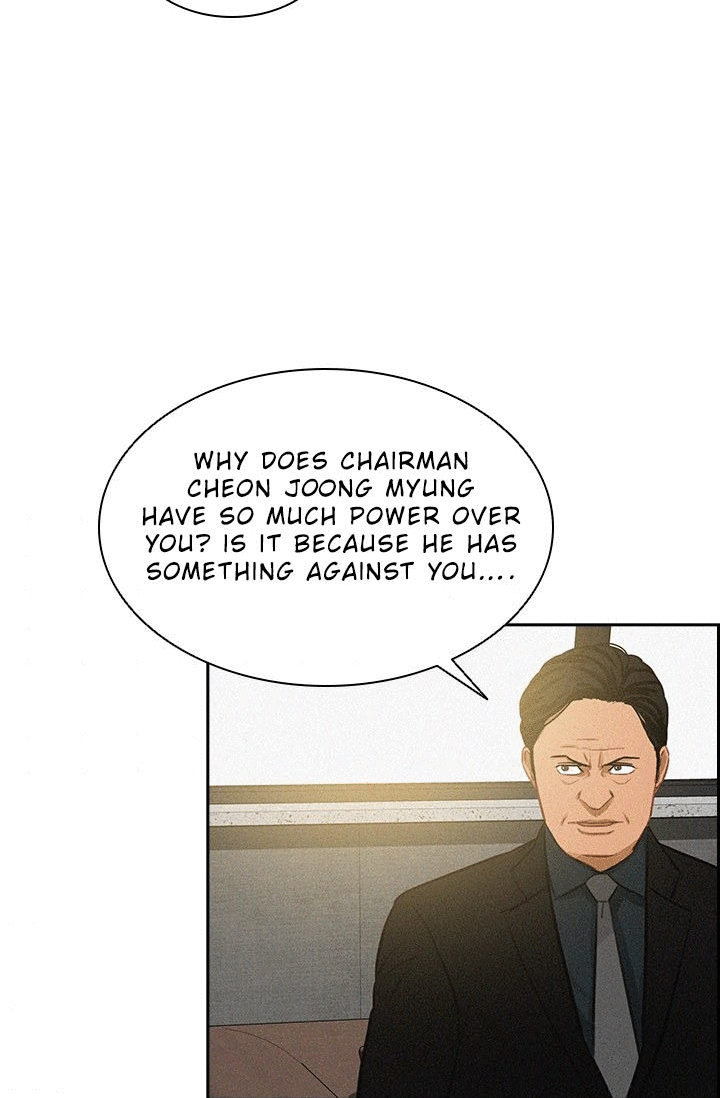 WHY DOES CHAIRMAN
CHEON JOONG MYUNG
HAVE SO MUCH POWER OVER
YOU? IS IT BECAUSE HE HAS
SOMETHING AGAINST YOU....